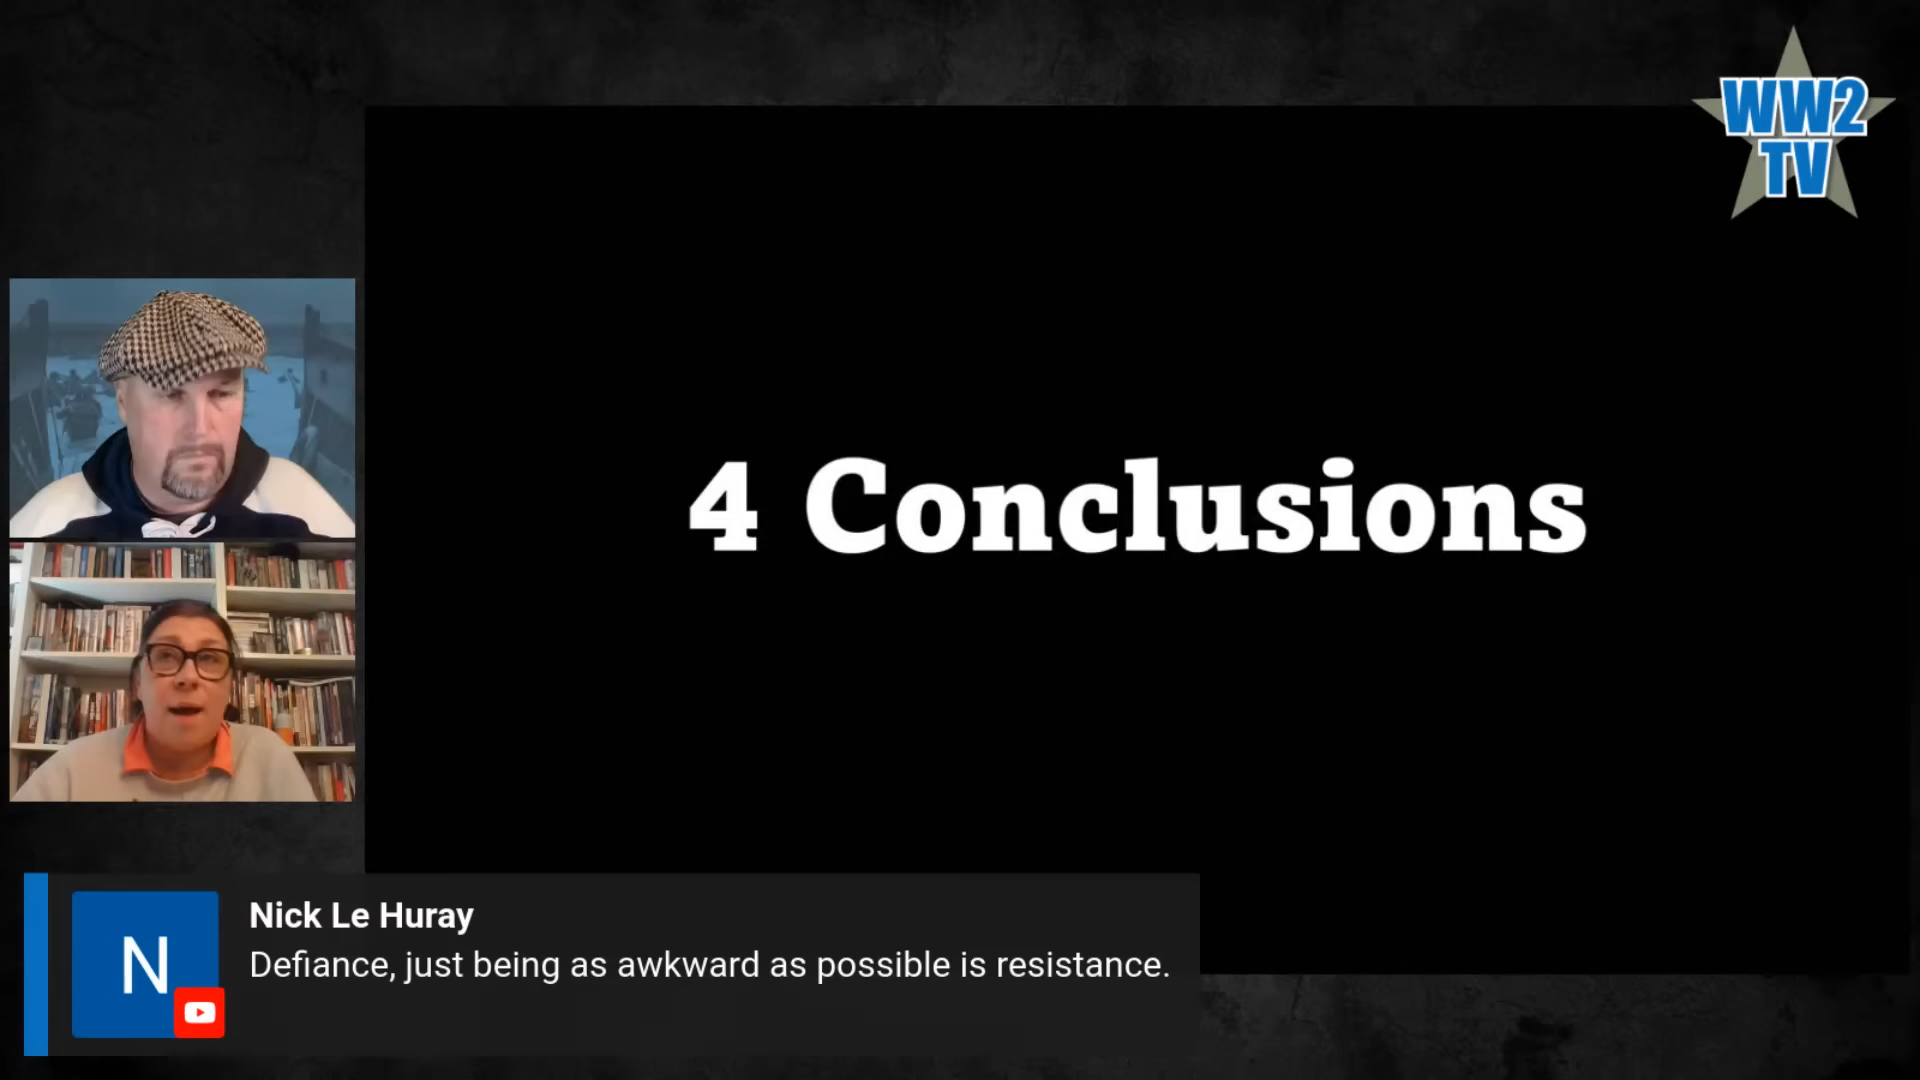 WW2
TV
4 Conclusions
N
Nick Le Huray
Defiance, just being as awkward as possible is resistance.